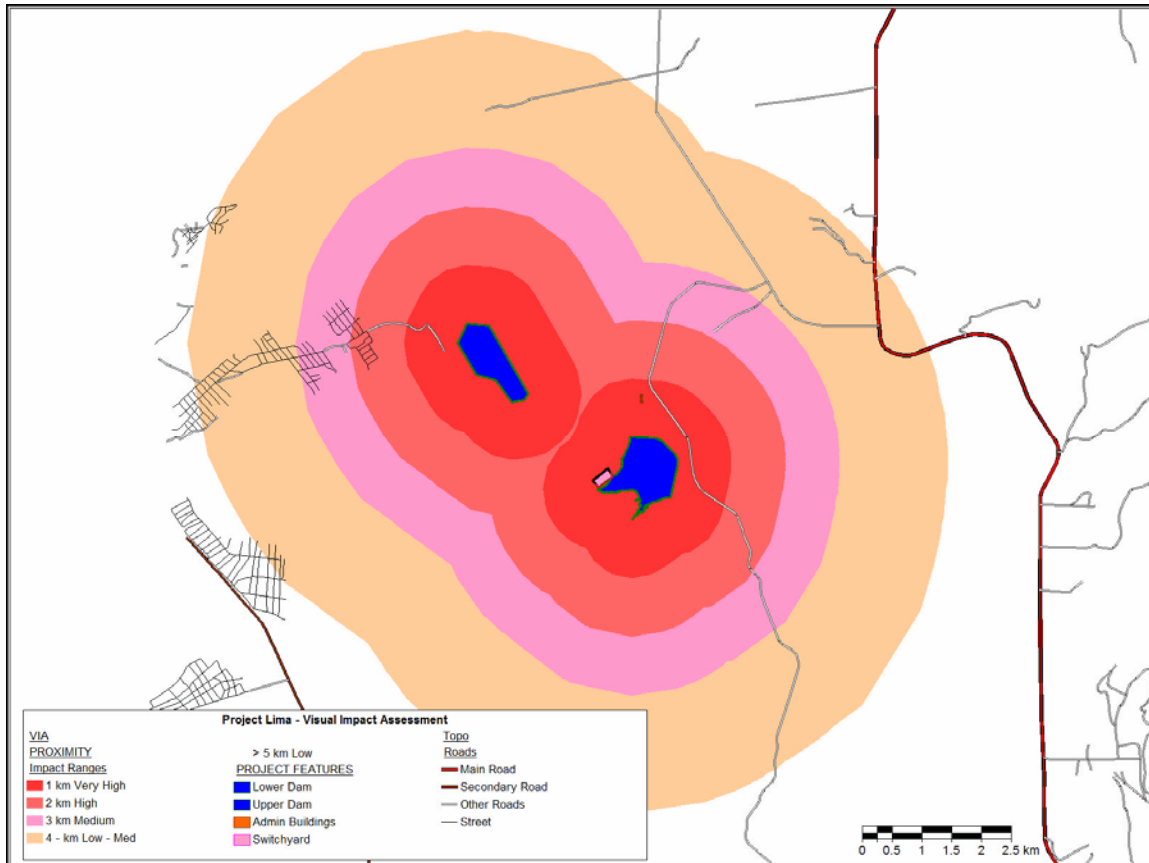 Project Lima - Visual Impact Assessment
VIA
PROXIMITY
Impact Ranges
1 km Very High
2 km High
3 km Medium
4 - km Low - Med
> 5 km Low
PROJECT FEATURES
Lower Dam
Upper Dam
Admin Buildings
Switchyard
Topo
Roads
Main Road
Secondary Road
Other Roads
Street
0 0.5 1 1.5 2 2.5 km